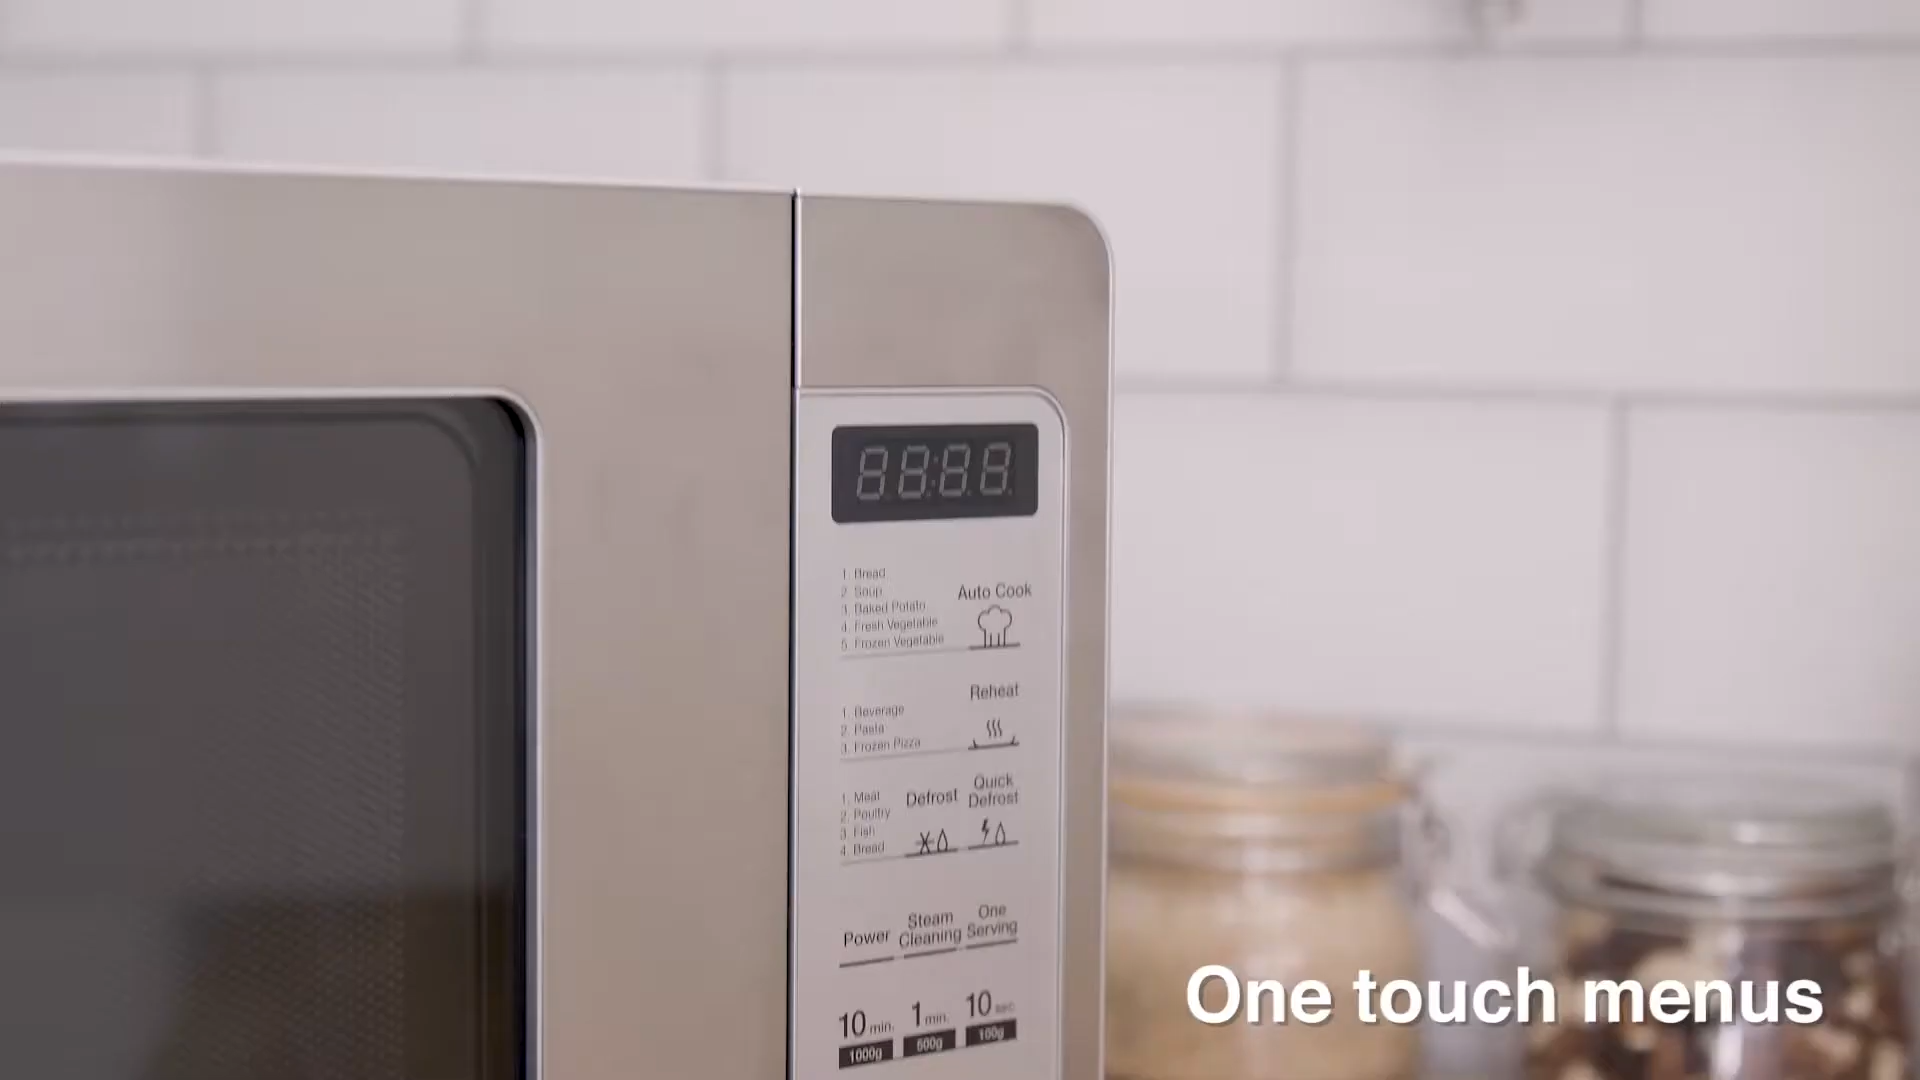 88:88
1. Bread
2. Soup
3. Baked Potato
4. Fresh Vegetable
5. Frozen Vegetable
Auto Cook
Reheat
1. Beverage
2. Pasta
3. Frozen Pizza
1. Meat
2. Poultry
3. Fish
4. Bread
Defrost
Quick
Defrost
Power
Steam
Cleaning
One
Serving
10 min.
1 min.
10 sec
1000g
500g
100g
One touch menus